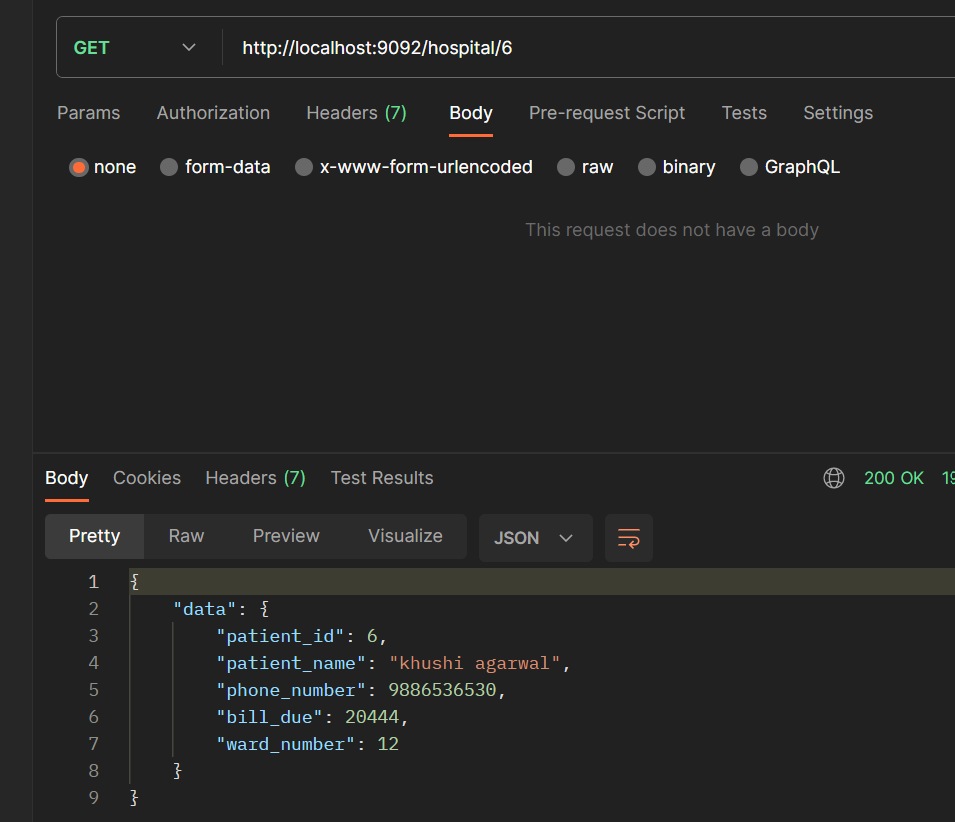 GET http://localhost:9092/hospital/6
Params Authorization Headers (7) Body Pre-request Script Tests Settings
none form-data x-www-form-urlencoded raw binary GraphQL
This request does not have a body
Body Cookies Headers (7) Test Results 200 OK 19
Pretty Raw Preview Visualize JSON
1 {
2 "data": {
3 "patient_id": 6,
4 "patient_name": "khushi agarwal",
5 "phone_number": 9886536530,
6 "bill_due": 20444,
7 "ward_number": 12
8 }
9 }